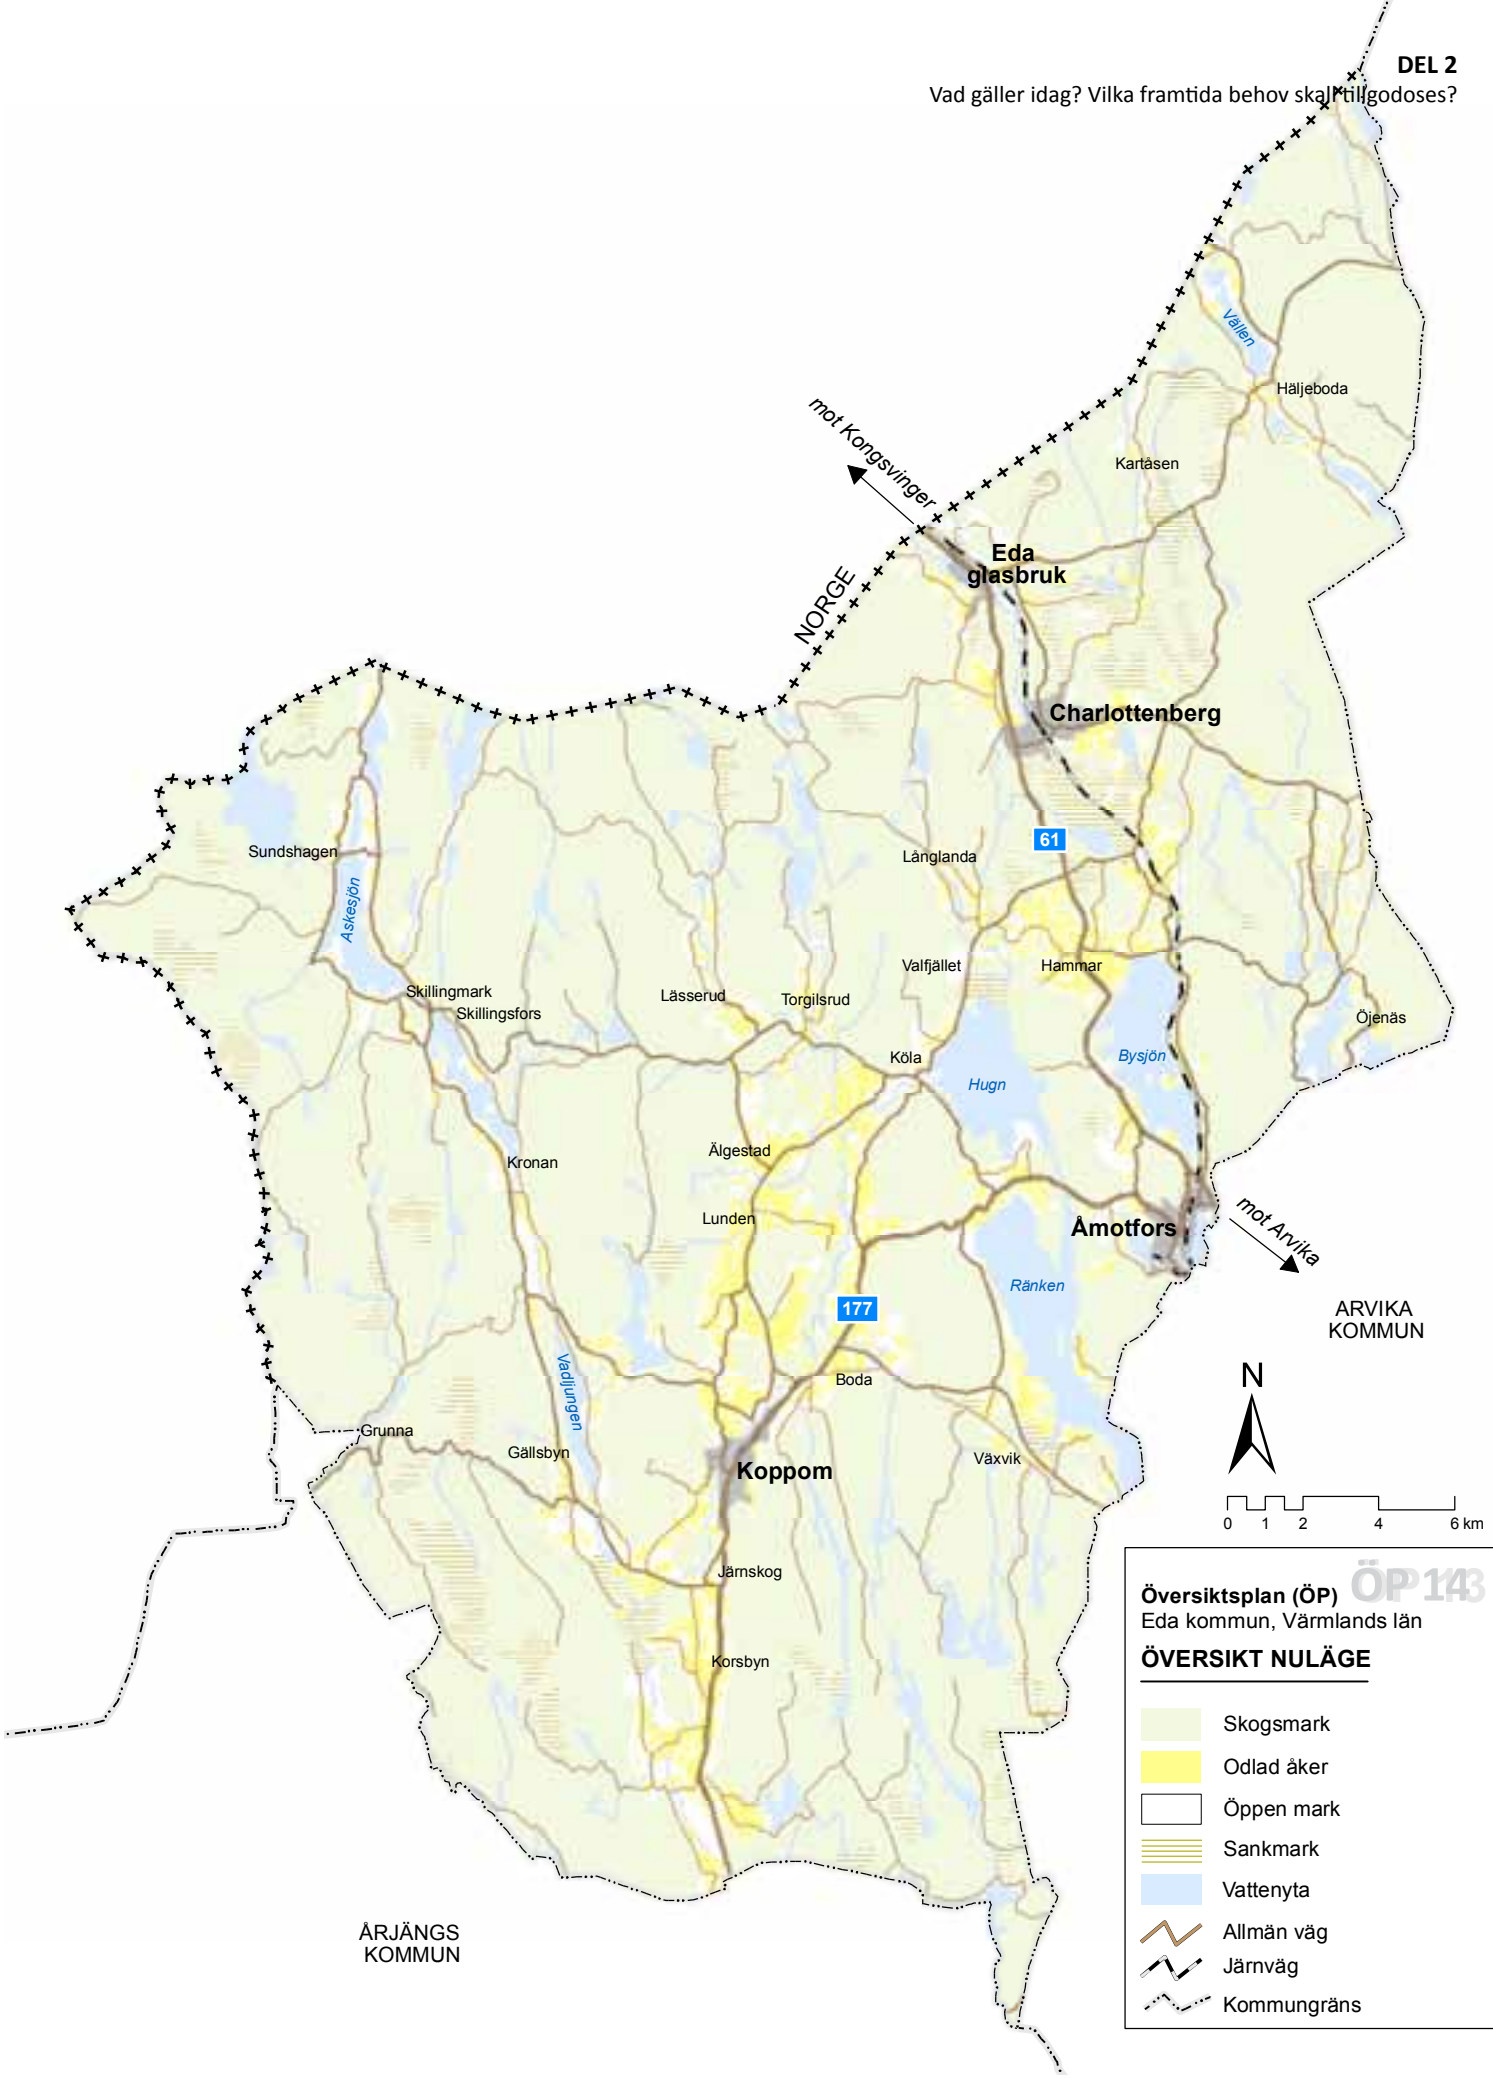 DEL 2
Vad gäller idag? Vilka framtida behov skall tillgodoses?
Vällen
Häljeboda
mot Kongsvinger
Kartåsen
Eda
glasbruk
NORGE
Charlottenberg
61
Sundshagen
Långlanda
Askesjön
Valfjället
Hammar
Skillingmark
Skillingsfors
Lässerud
Torgilsrud
Öjenäs
Köla
Bysjön
Hugn
Älgestad
Kronan
Lunden
Åmotfors
mot Arvika
Ränken
177
ARVIKA
KOMMUN
Vadljungen
Boda
N
Grunna
Gällsbyn
Växvik
Koppom
0 1 2 4 6 km
Järnskog
ÖP 14
Översiktsplan (ÖP)
Eda kommun, Värmlands län
ÖVERSIKT NULÄGE
Korsbyn
Skogsmark
Odlad åker
Öppen mark
Sankmark
Vattenyta
Allmän väg
Järnväg
Kommungräns
ÅRJÄNGS
KOMMUN